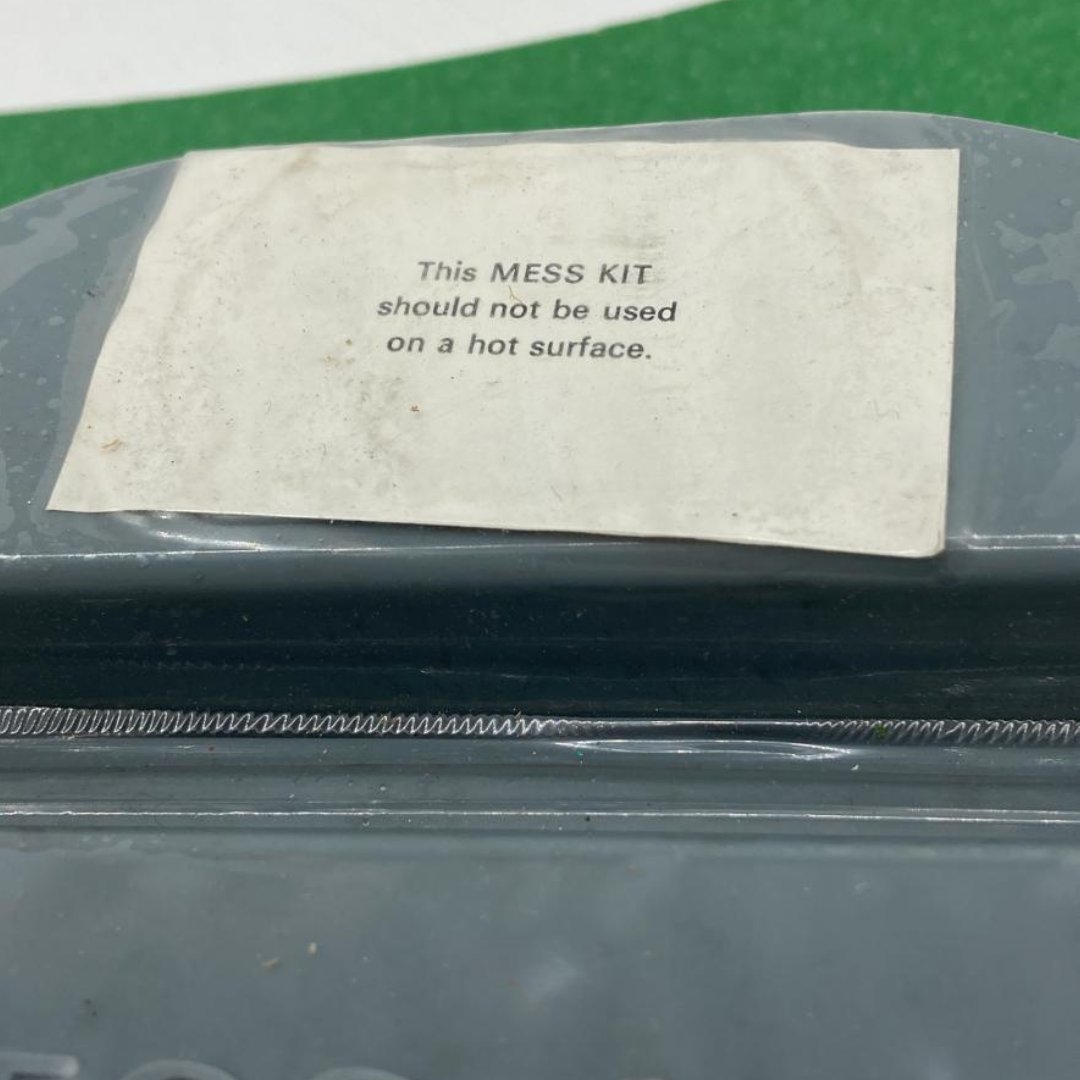 This MESS KIT
should not be used
on a hot surface.